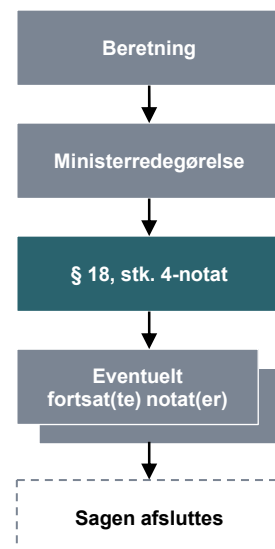 Beretning
Ministerredegørelse
§ 18, stk. 4-notat
Eventuelt
fortsat(te) notat(er)
Sagen afsluttes